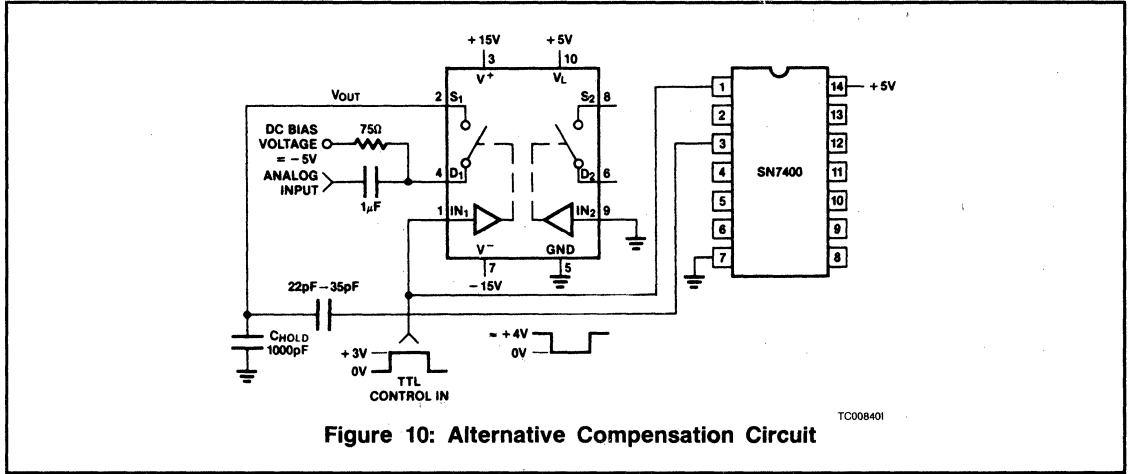 +15V
+5V
3
10
V+
VL
VOUT
2
S1
S2
8
DC BIAS
VOLTAGE
= −5V
75Ω
ANALOG
INPUT
1μF
4
D1
D2
6
1
IN1
IN2
9
V−
GND
7
5
−15V
22pF→35pF
CHOLD
1000pF
+3V
0V
TTL
CONTROL IN
≈ +4V
0V
SN7400
1
2
3
4
5
6
7
14
+5V
13
12
11
10
9
8
TC00840I
Figure 10: Alternative Compensation Circuit